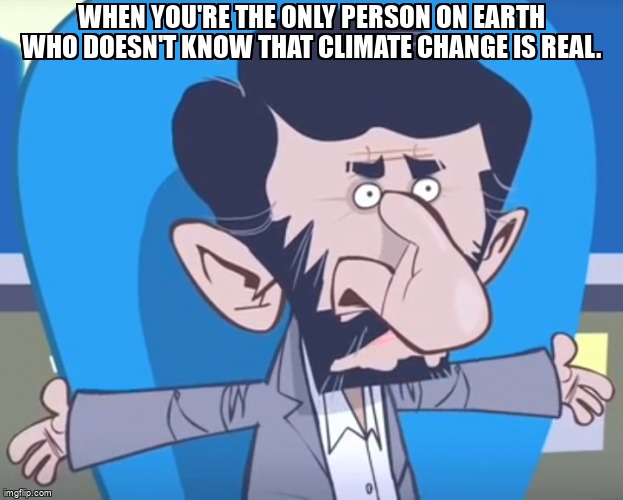 WHEN YOU'RE THE ONLY PERSON ON EARTH
WHO DOESN'T KNOW THAT CLIMATE CHANGE IS REAL.
imgflip.com